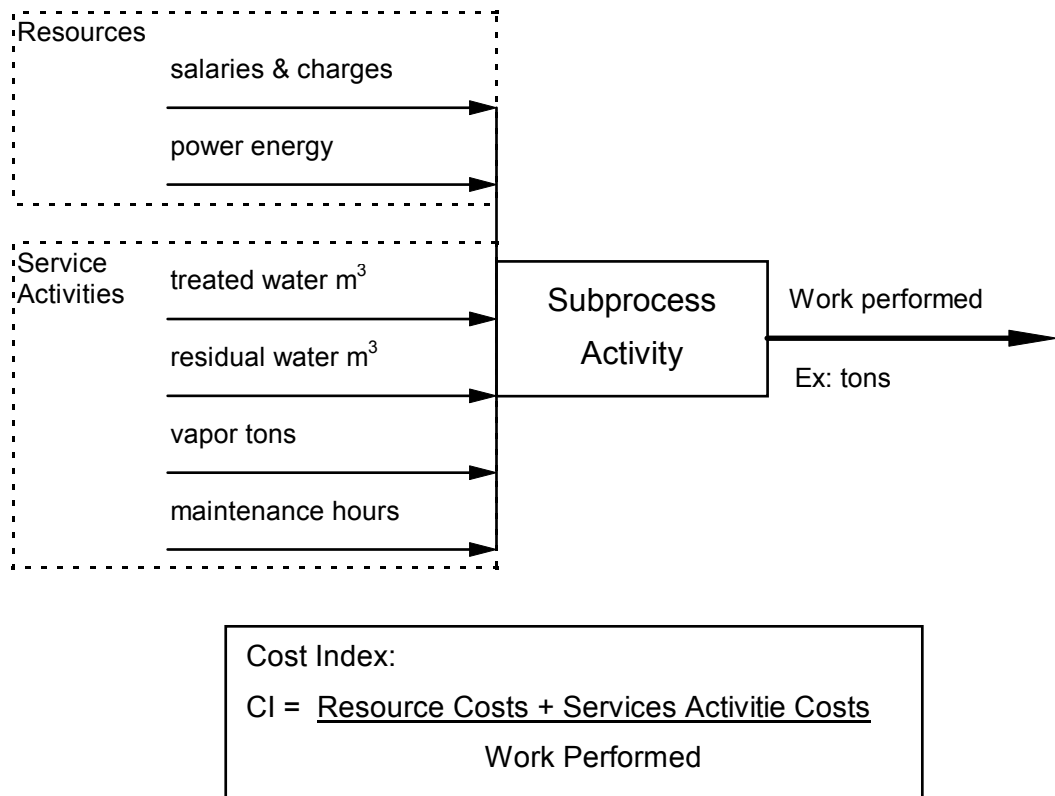 Resources
salaries & charges
power energy
Service
Activities
treated water m³
residual water m³
vapor tons
maintenance hours
Subprocess
Activity
Work performed
Ex: tons
Cost Index:
CI = Resource Costs + Services Activitie Costs
Work Performed